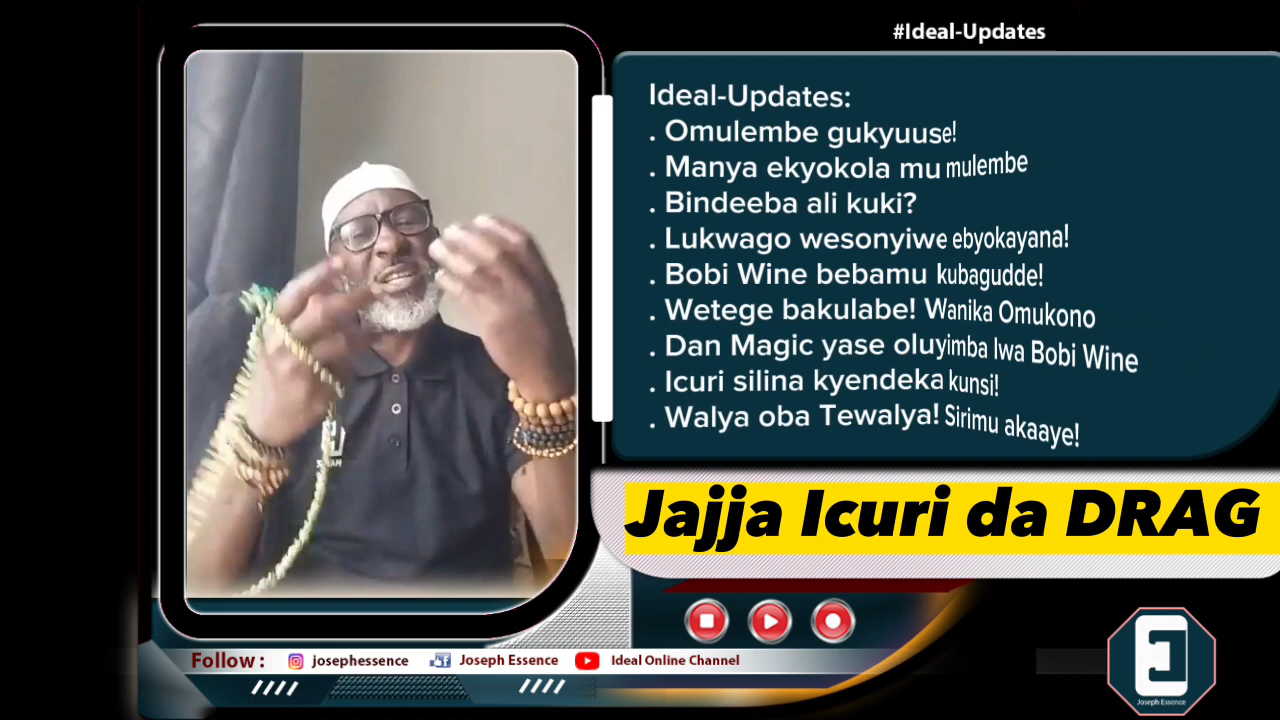 #Ideal-Updates
Ideal-Updates:
. Omulembe gukyuuse!
. Manya ekyokola mu mulembe
. Bindeeba ali kuki?
. Lukwago wesonyiwe ebyokayana!
. Bobi Wine bebamu kubagudde!
. Wetege bakulabe! Wanika Omukono
. Dan Magic yase oluyimba lwa Bobi Wine
. Icuri silina kyendeka kunsi!
. Walya oba Tewalya! Sirimu akaaye!
Jajja Icuri da DRAG
Follow : josephessence Joseph Essence Ideal Online Channel
Joseph Essence